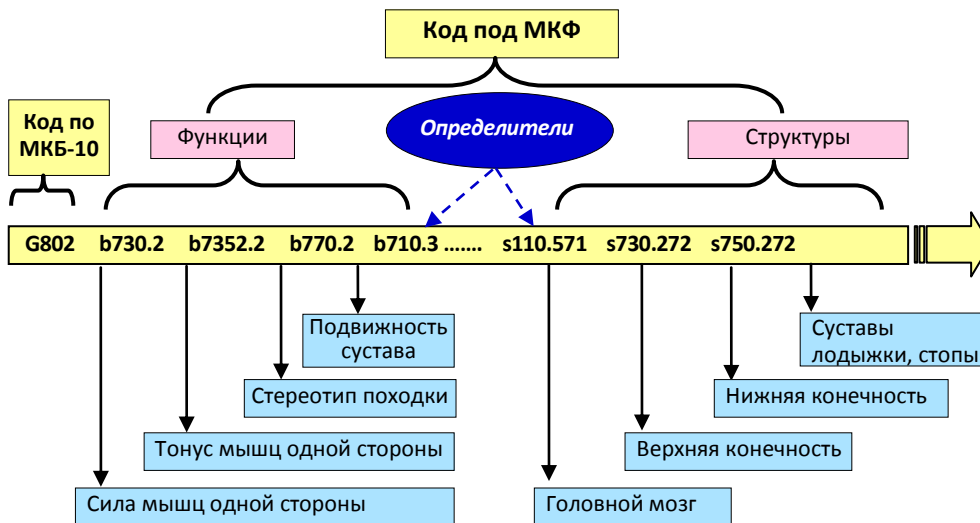 Код под МКФ
Код по
МКБ-10
Функции
Определители
Структуры
G802 b730.2 b7352.2 b770.2 b710.3 ....... s110.571 s730.272 s750.272
Подвижность
сустава
Суставы
лодыжки, стопы
Стереотип походки
Нижняя конечность
Тонус мышц одной стороны
Верхняя конечность
Сила мышц одной стороны
Головной мозг